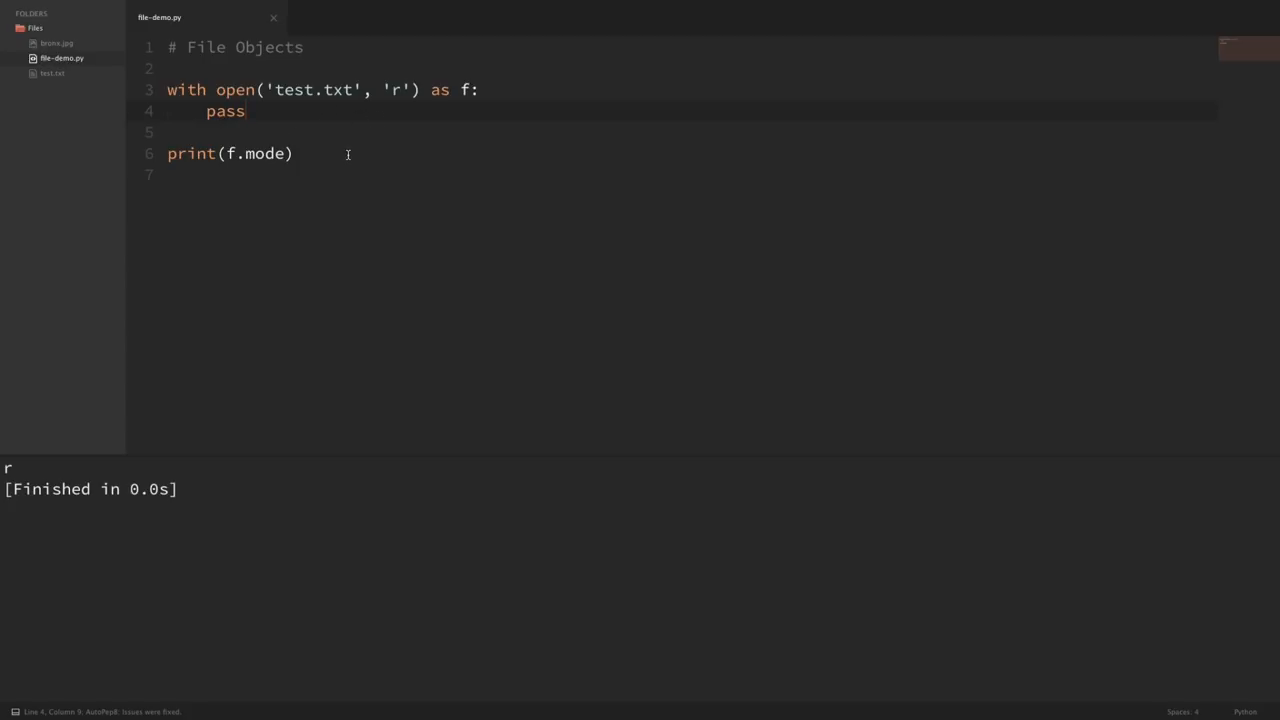 FOLDERS
Files
bronx.jpg
file-demo.py
test.txt
file-demo.py ×
1 # File Objects
2
3 with open('test.txt', 'r') as f:
4     pass
5
6 print(f.mode)
7
r
[Finished in 0.0s]
Line 4, Column 9, AutoPep8: Issues were fixed.
Spaces: 4
Python